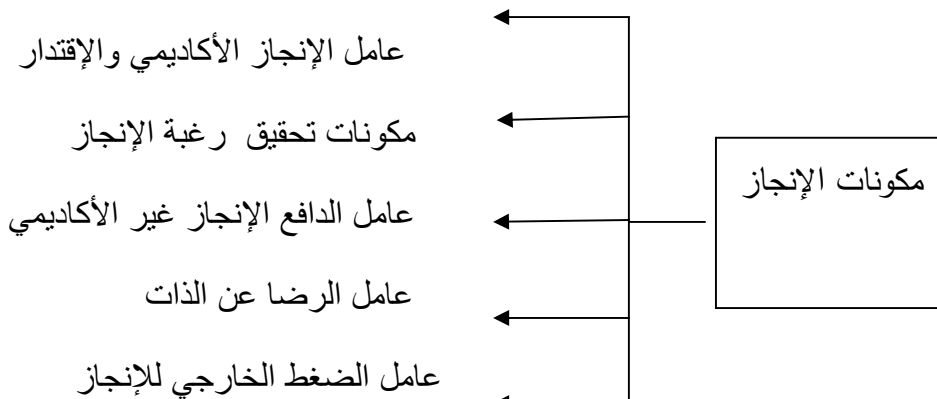 مكونات الإنجاز
عامل الإنجاز الأكاديمي والإقتدار
مكونات تحقيق رغبة الإنجاز
عامل الدافع الإنجاز غير الأكاديمي
عامل الرضا عن الذات
عامل الضغط الخارجي للإنجاز